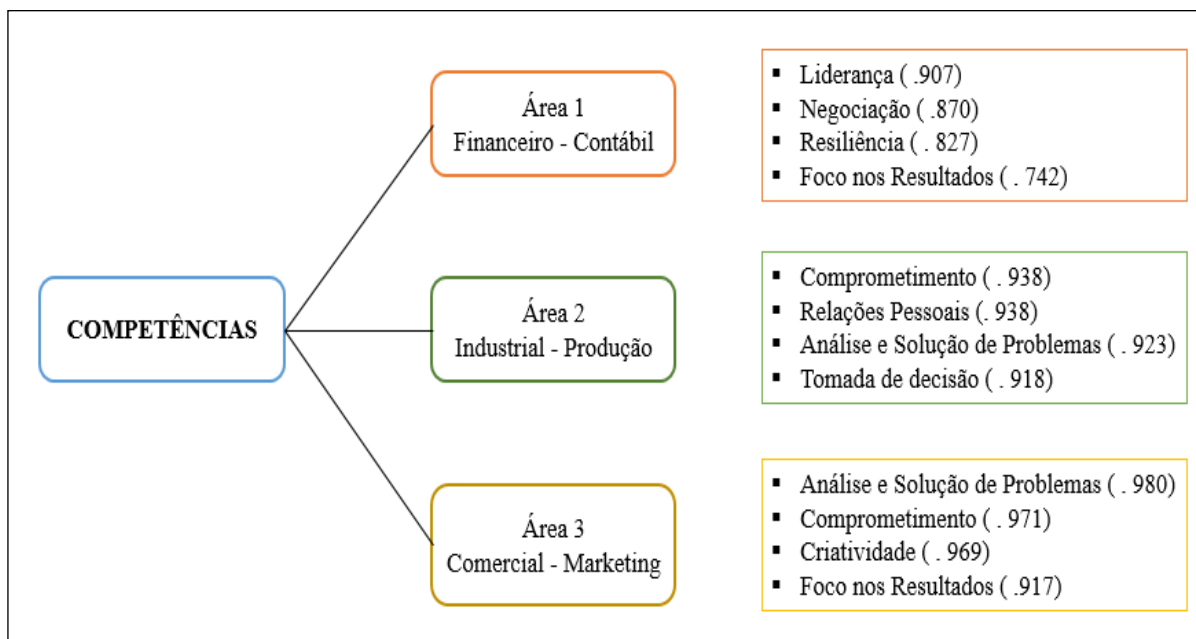 COMPETÊNCIAS
Área 1
Financeiro - Contábil
▪ Liderança ( .907)
▪ Negociação ( .870)
▪ Resiliência ( . 827)
▪ Foco nos Resultados ( . 742)
Área 2
Industrial - Produção
▪ Comprometimento ( . 938)
▪ Relações Pessoais ( .938)
▪ Análise e Solução de Problemas ( . 923)
▪ Tomada de decisão ( . 918)
Área 3
Comercial - Marketing
▪ Análise e Solução de Problemas ( . 980)
▪ Comprometimento ( . 971)
▪ Criatividade ( . 969)
▪ Foco nos Resultados ( .917)